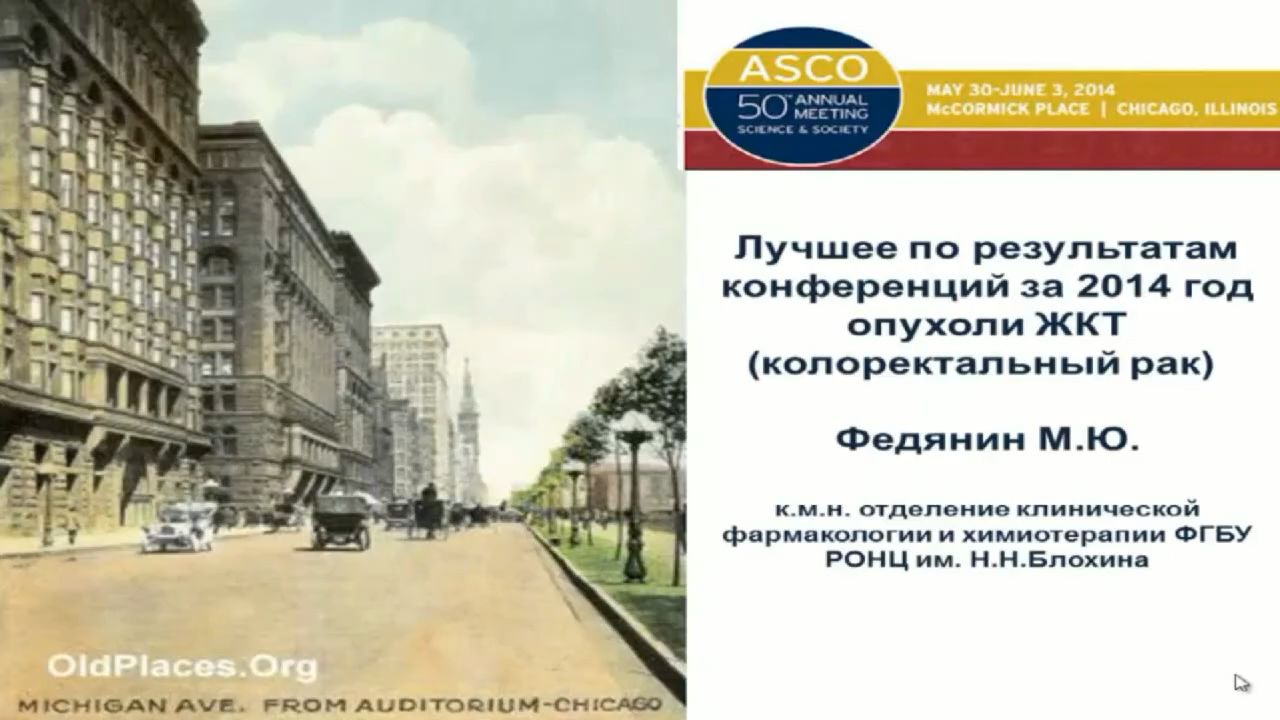 ASCO
50TH ANNUAL
MEETING
SCIENCE & SOCIETY
MAY 30-JUNE 3, 2014
McCORMICK PLACE | CHICAGO, ILLINOIS
Лучшее по результатам
конференций за 2014 год
опухоли ЖКТ
(колоректальный рак)
Федянин М.Ю.
к.м.н. отделение клинической
фармакологии и химиотерапии ФГБУ
РОНЦ им. Н.Н.Блохина
OldPlaces.Org
MICHIGAN AVE. FROM AUDITORIUM-CHICAGO